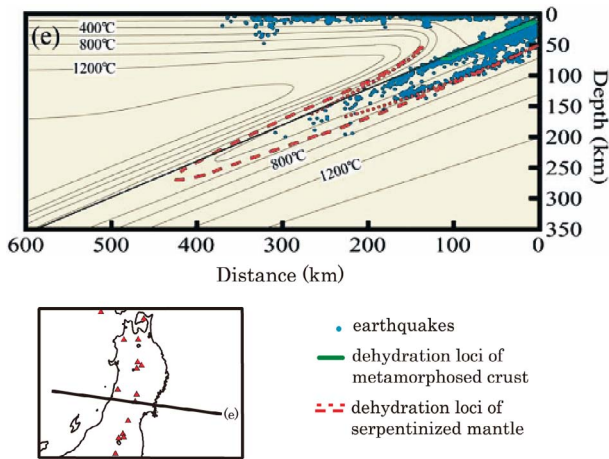 (e)
400℃
800℃
1200℃
800℃
1200℃
0
50
100
150
200
250
300
350
Depth (km)
600 500 400 300 200 100 0
Distance (km)
(e)
earthquakes
dehydration loci of
metamorphosed crust
dehydration loci of
serpentinized mantle